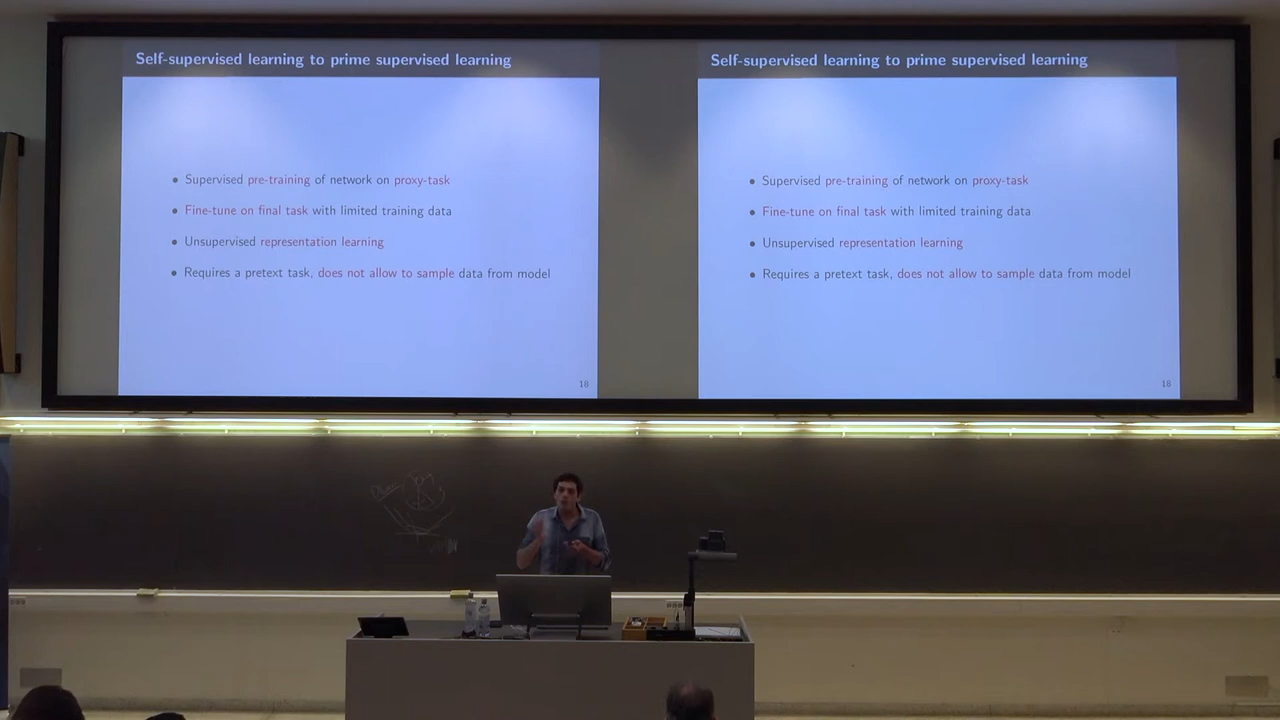 Self-supervised learning to prime supervised learning
• Supervised pre-training of network on proxy-task
• Fine-tune on final task with limited training data
• Unsupervised representation learning
• Requires a pretext task, does not allow to sample data from model
18
Self-supervised learning to prime supervised learning
• Supervised pre-training of network on proxy-task
• Fine-tune on final task with limited training data
• Unsupervised representation learning
• Requires a pretext task, does not allow to sample data from model
18